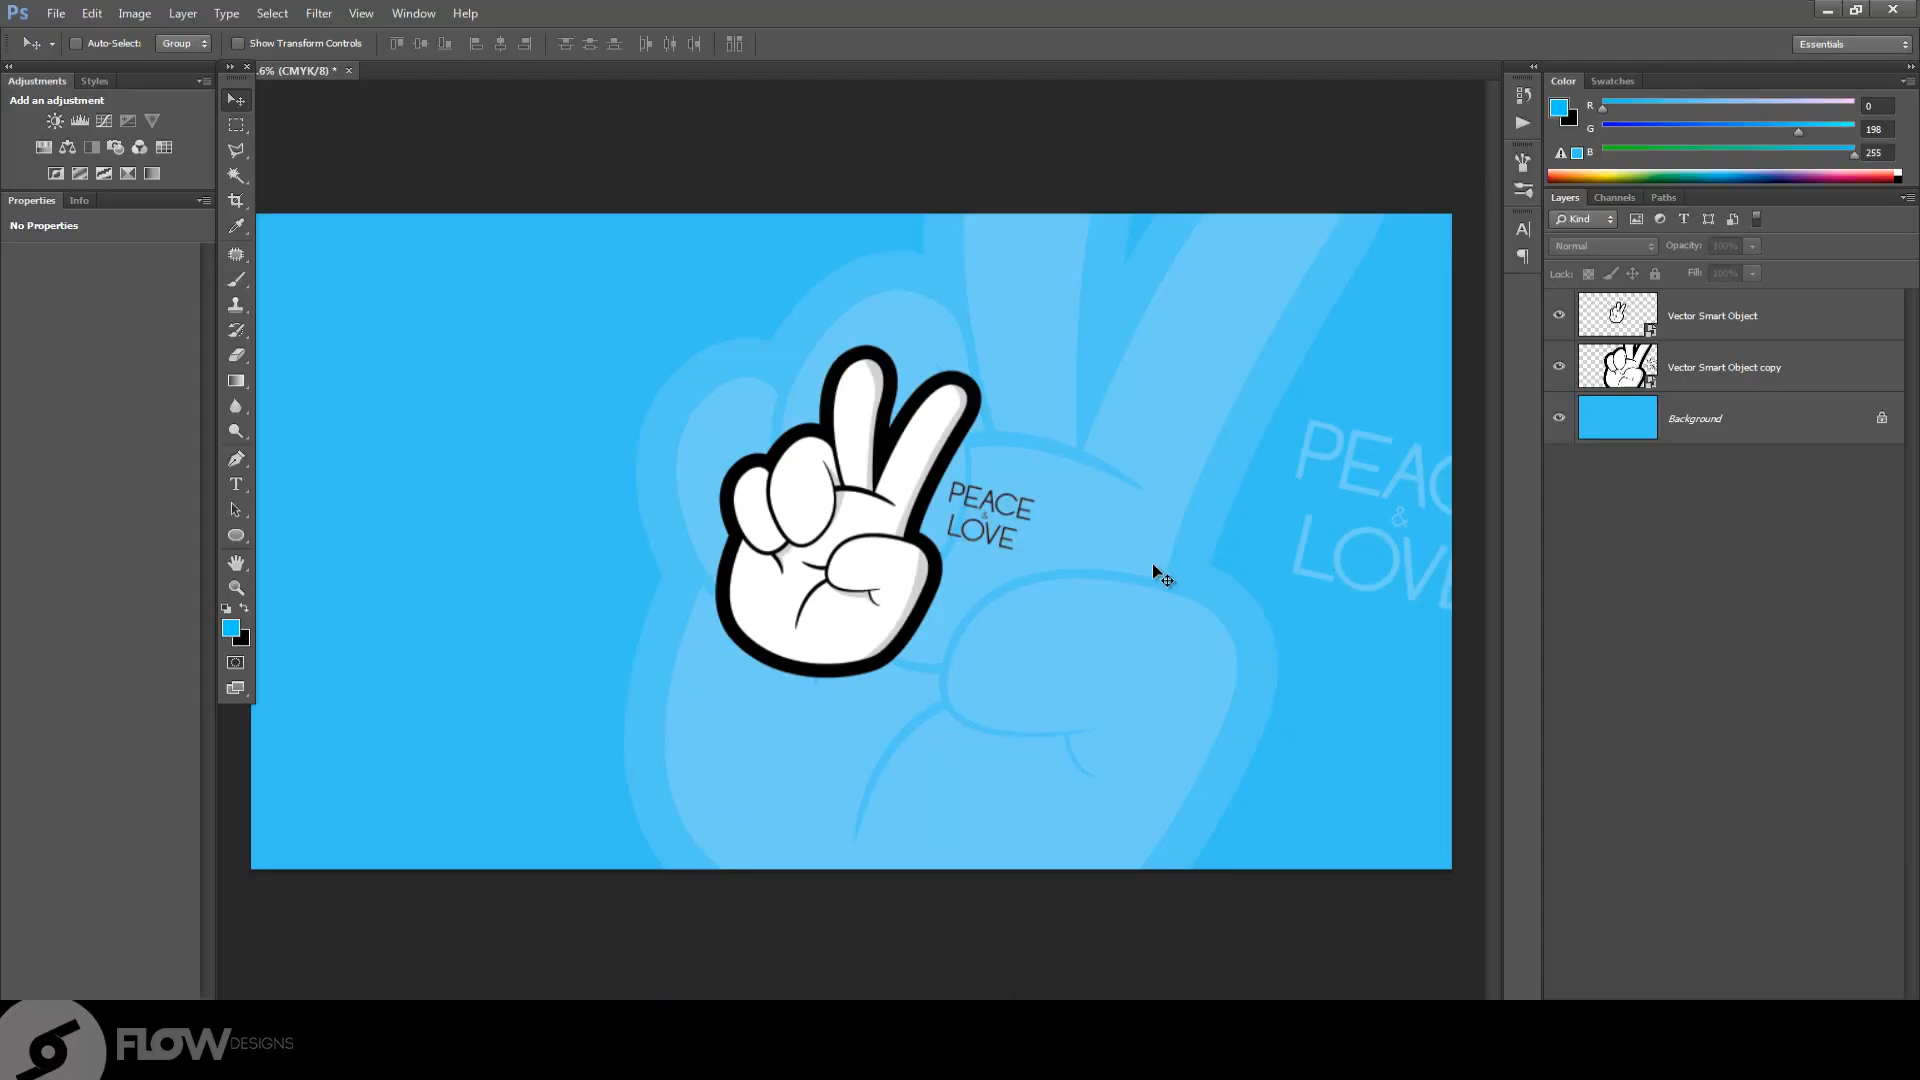 Ps File Edit Image Layer Type Select Filter View Window Help
Auto-Select: Group Show Transform Controls Essentials
.6% (CMYK/8) * ×
Adjustments Styles
Add an adjustment
Properties Info
No Properties
Color Swatches
R 0
G 198
B 255
Layers Channels Paths
Kind
Normal Opacity: 100%
Lock: Fill: 100%
Vector Smart Object
Vector Smart Object copy
Background
PEACE
&
LOVE
PEAC
&
LOVE
FLOW DESIGNS